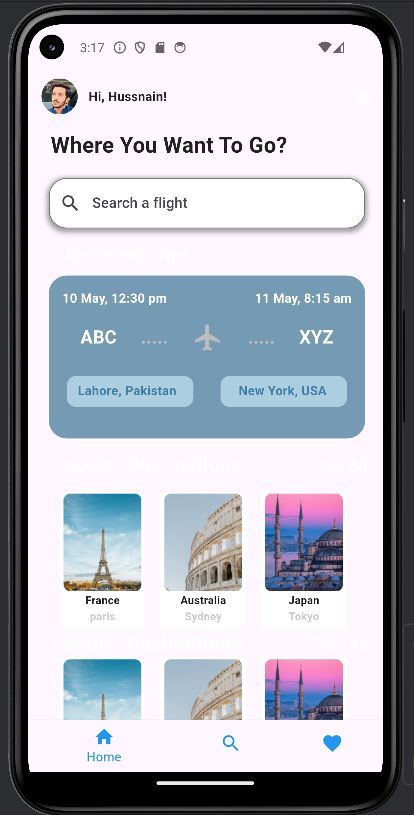 3:17
Hi, Hussnain!
Where You Want To Go?
Search a flight
Upcoming Trips
10 May, 12:30 pm 11 May, 8:15 am
ABC ..... ..... XYZ
Lahore, Pakistan New York, USA
Popular Destinations View All
France Australia Japan
paris Sydney Tokyo
Popular Destinations View All
Home